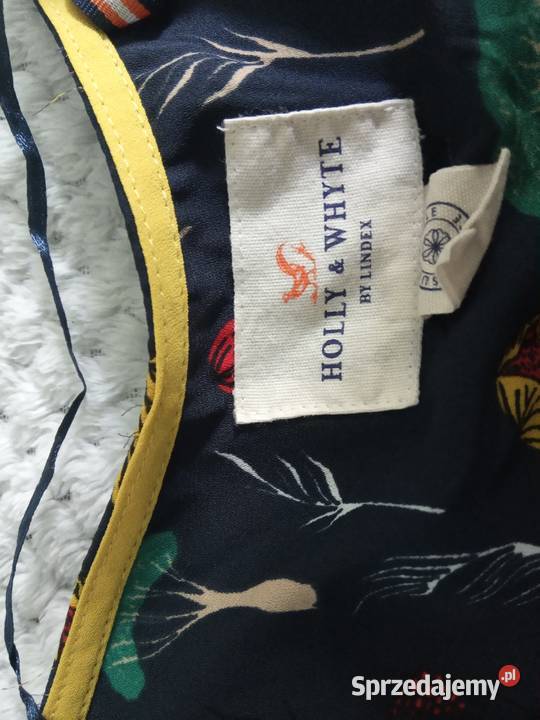 HOLLY & WHYTE
BY LINDEX
Sprzedajemy.pl